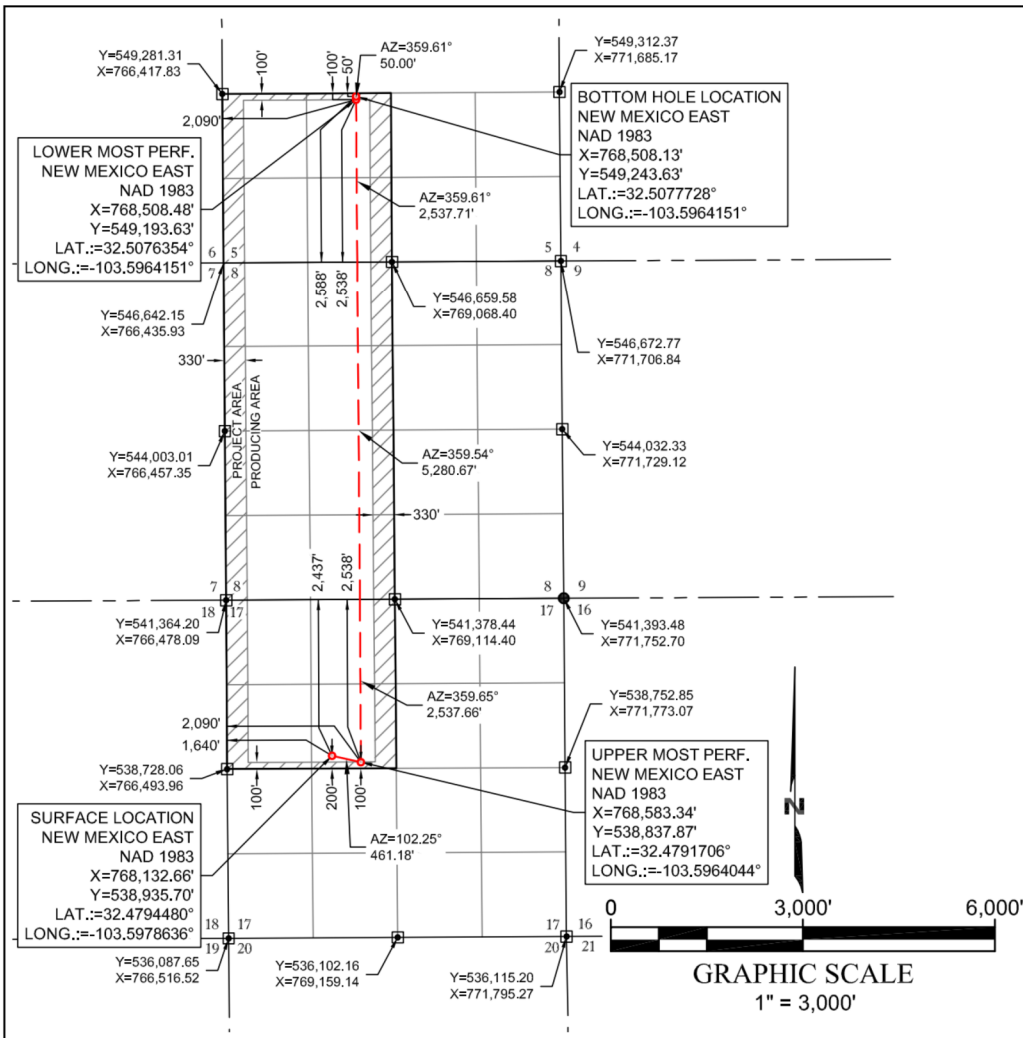 Y=549,281.31
X=766,417.83
100'
100'
50'
AZ=359.61°
50.00'
Y=549,312.37
X=771,685.17
2,090'
BOTTOM HOLE LOCATION
NEW MEXICO EAST
NAD 1983
X=768,508.13'
Y=549,243.63'
LAT.:=32.5077728°
LONG.:=-103.5964151°
LOWER MOST PERF.
NEW MEXICO EAST
NAD 1983
X=768,508.48'
Y=549,193.63'
LAT.:=32.5076354°
LONG.:=-103.5964151°
AZ=359.61°
2,537.71'
6 5
7 8
5 4
8 9
2,588'
2,538'
Y=546,642.15
X=766,435.93
Y=546,659.58
X=769,068.40
Y=546,672.77
X=771,706.84
330'
PROJECT AREA
PRODUCING AREA
Y=544,003.01
X=766,457.35
AZ=359.54°
5,280.67'
Y=544,032.33
X=771,729.12
330'
2,437'
2,538'
7 8
18 17
8 9
17 16
Y=541,364.20
X=766,478.09
Y=541,378.44
X=769,114.40
Y=541,393.48
X=771,752.70
AZ=359.65°
2,537.66'
Y=538,752.85
X=771,773.07
2,090'
1,640'
Y=538,728.06
X=766,493.96
100'
200'
100'
AZ=102.25°
461.18'
UPPER MOST PERF.
NEW MEXICO EAST
NAD 1983
X=768,583.34'
Y=538,837.87'
LAT.:=32.4791706°
LONG.:=-103.5964044°
SURFACE LOCATION
NEW MEXICO EAST
NAD 1983
X=768,132.66'
Y=538,935.70'
LAT.:=32.4794480°
LONG.:=-103.5978636°
N
18 17
19 20
17 16
20 21
Y=536,087.65
X=766,516.52
Y=536,102.16
X=769,159.14
Y=536,115.20
X=771,795.27
0 3,000' 6,000'
GRAPHIC SCALE
1" = 3,000'